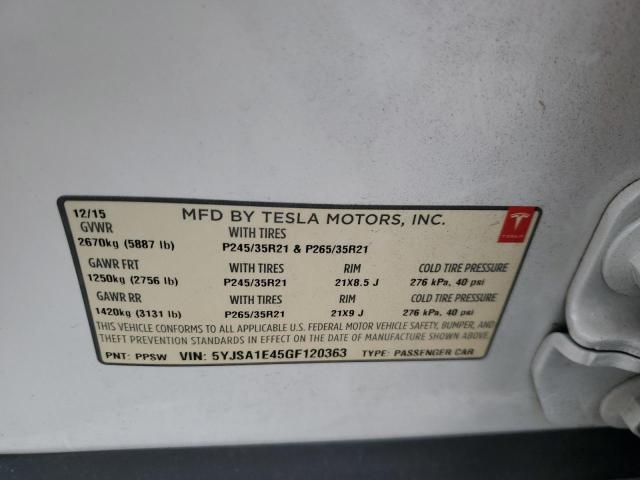 12/15 MFD BY TESLA MOTORS, INC.
GVWR WITH TIRES
2670kg (5887 lb) P245/35R21 & P265/35R21
TESLA
GAWR FRT WITH TIRES RIM COLD TIRE PRESSURE
1250kg (2756 lb) P245/35R21 21X8.5 J 276 kPa, 40 psi
GAWR RR WITH TIRES RIM COLD TIRE PRESSURE
1420kg (3131 lb) P265/35R21 21X9 J 276 kPa, 40 psi
THIS VEHICLE CONFORMS TO ALL APPLICABLE U.S. FEDERAL MOTOR VEHICLE SAFETY, BUMPER, AND
THEFT PREVENTION STANDARDS IN EFFECT ON THE DATE OF MANUFACTURE SHOWN ABOVE.
PNT: PPSW VIN: 5YJSA1E45GF120363 TYPE: PASSENGER CAR